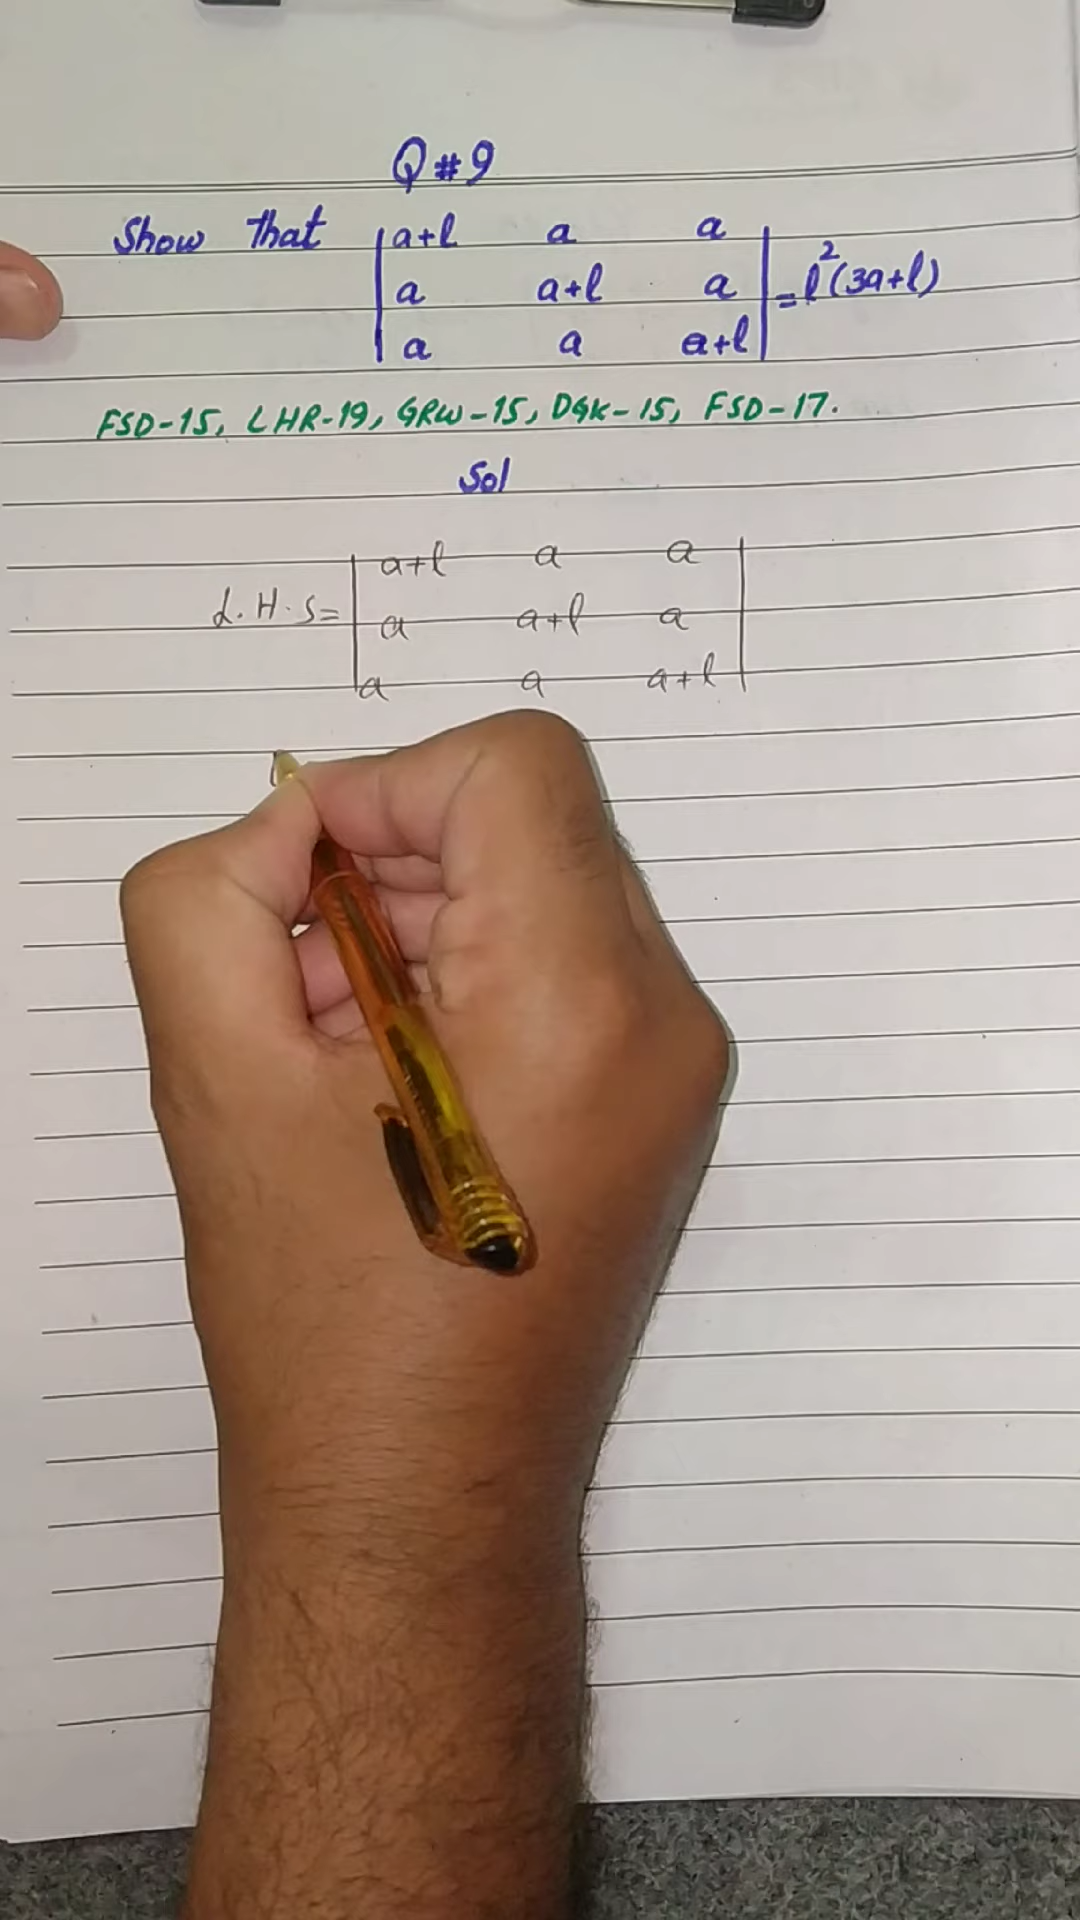 Q#9
Show that | a+l a a |
| a a+l a | = l²(3a+l)
| a a a+l |
FSD-15, LHR-19, GRW-15, DGK-15, FSD-17.
Sol
| a+l a a |
L.H.S= | a a+l a |
| a a a+l |